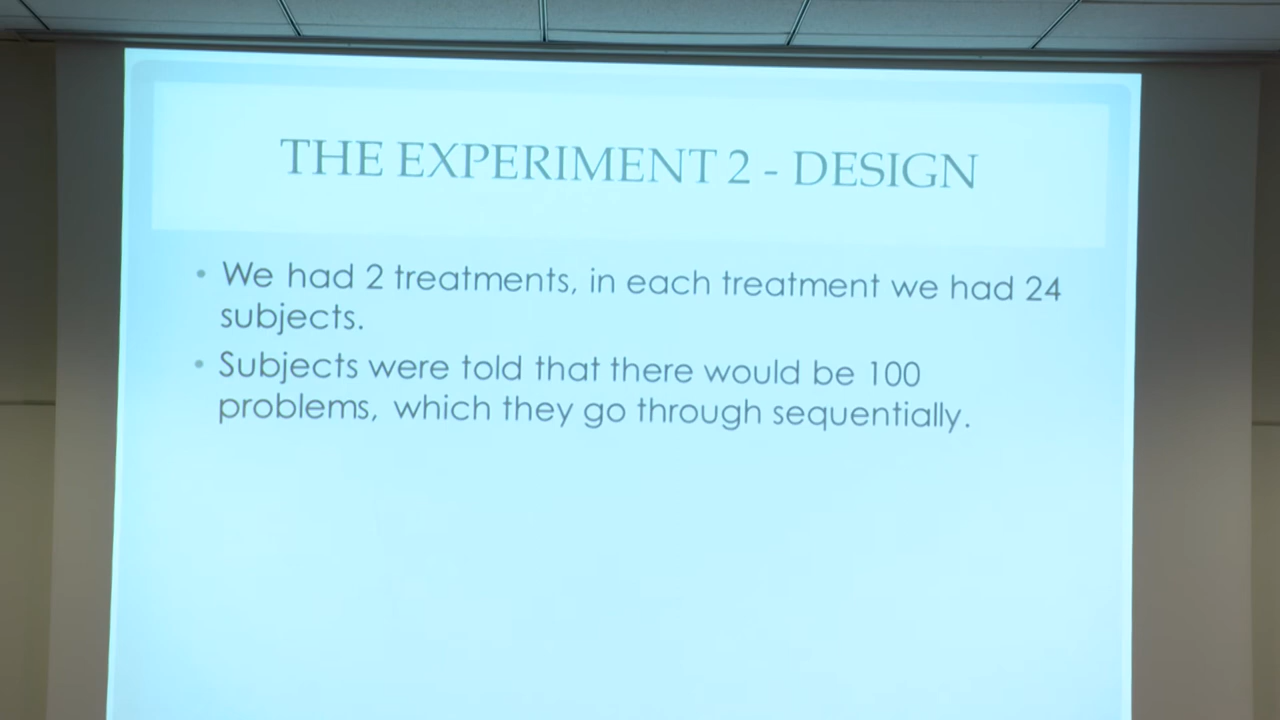 THE EXPERIMENT 2 - DESIGN
• We had 2 treatments, in each treatment we had 24
subjects.
• Subjects were told that there would be 100
problems, which they go through sequentially.